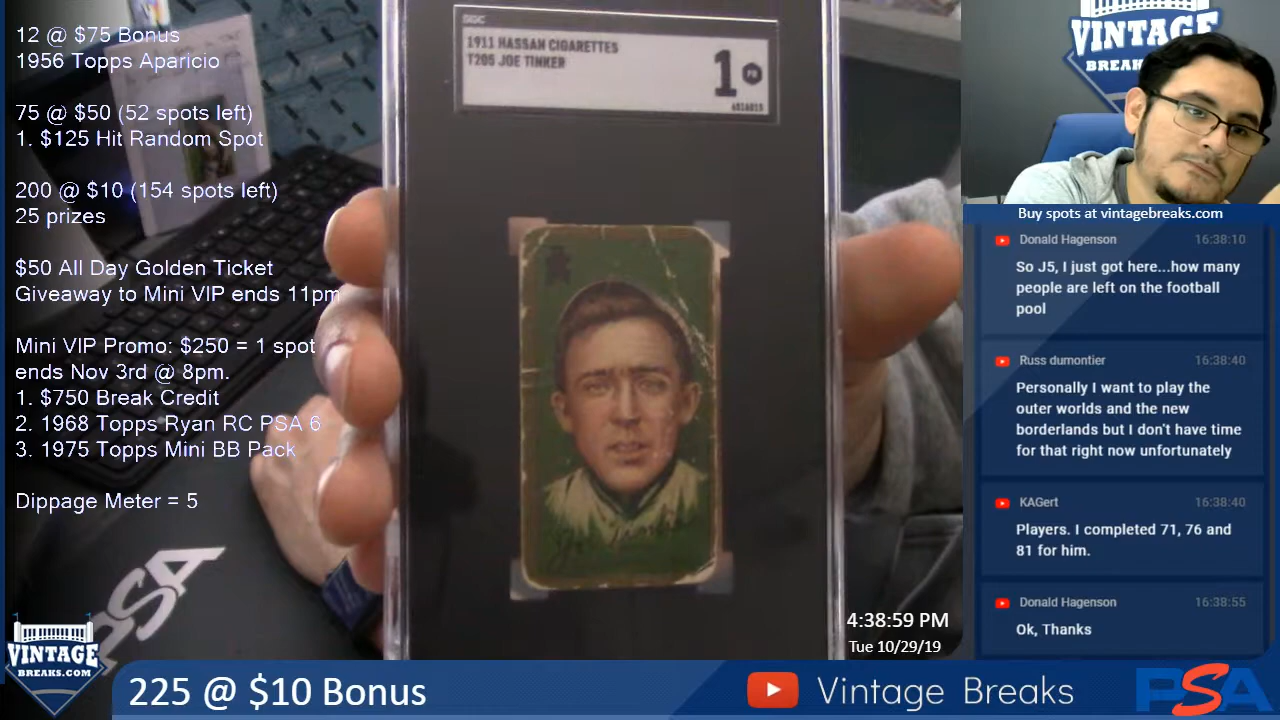 12 @ $75 Bonus
1956 Topps Aparicio
75 @ $50 (52 spots left)
1. $125 Hit Random Spot
200 @ $10 (154 spots left)
25 prizes
$50 All Day Golden Ticket
Giveaway to Mini VIP ends 11pm
Mini VIP Promo: $250 = 1 spot
ends Nov 3rd @ 8pm.
1. $750 Break Credit
2. 1968 Topps Ryan RC PSA 6
3. 1975 Topps Mini BB Pack
Dippage Meter = 5
PSA
VINTAGE
BREAKS.COM
SGC
1911 HASSAN CIGARETTES
T205 JOE TINKER
1 PR
Joe Tinker
4:38:59 PM
Tue 10/29/19
VINTAGE
BREAK
Buy spots at vintagebreaks.com
Donald Hagenson 16:38:10
So J5, I just got here...how many
people are left on the football
pool
Russ dumontier 16:38:40
Personally I want to play the
outer worlds and the new
borderlands but I don't have time
for that right now unfortunately
KAGert 16:38:40
Players. I completed 71, 76 and
81 for him.
Donald Hagenson 16:38:55
Ok, Thanks
225 @ $10 Bonus
Vintage Breaks
PSA